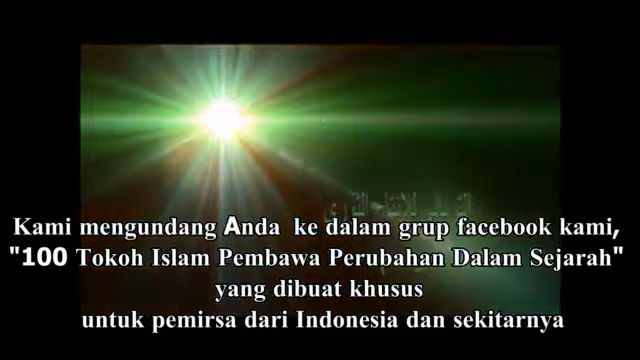 Kami mengundang Anda ke dalam grup facebook kami,
"100 Tokoh Islam Pembawa Perubahan Dalam Sejarah"
yang dibuat khusus
untuk pemirsa dari Indonesia dan sekitarnya